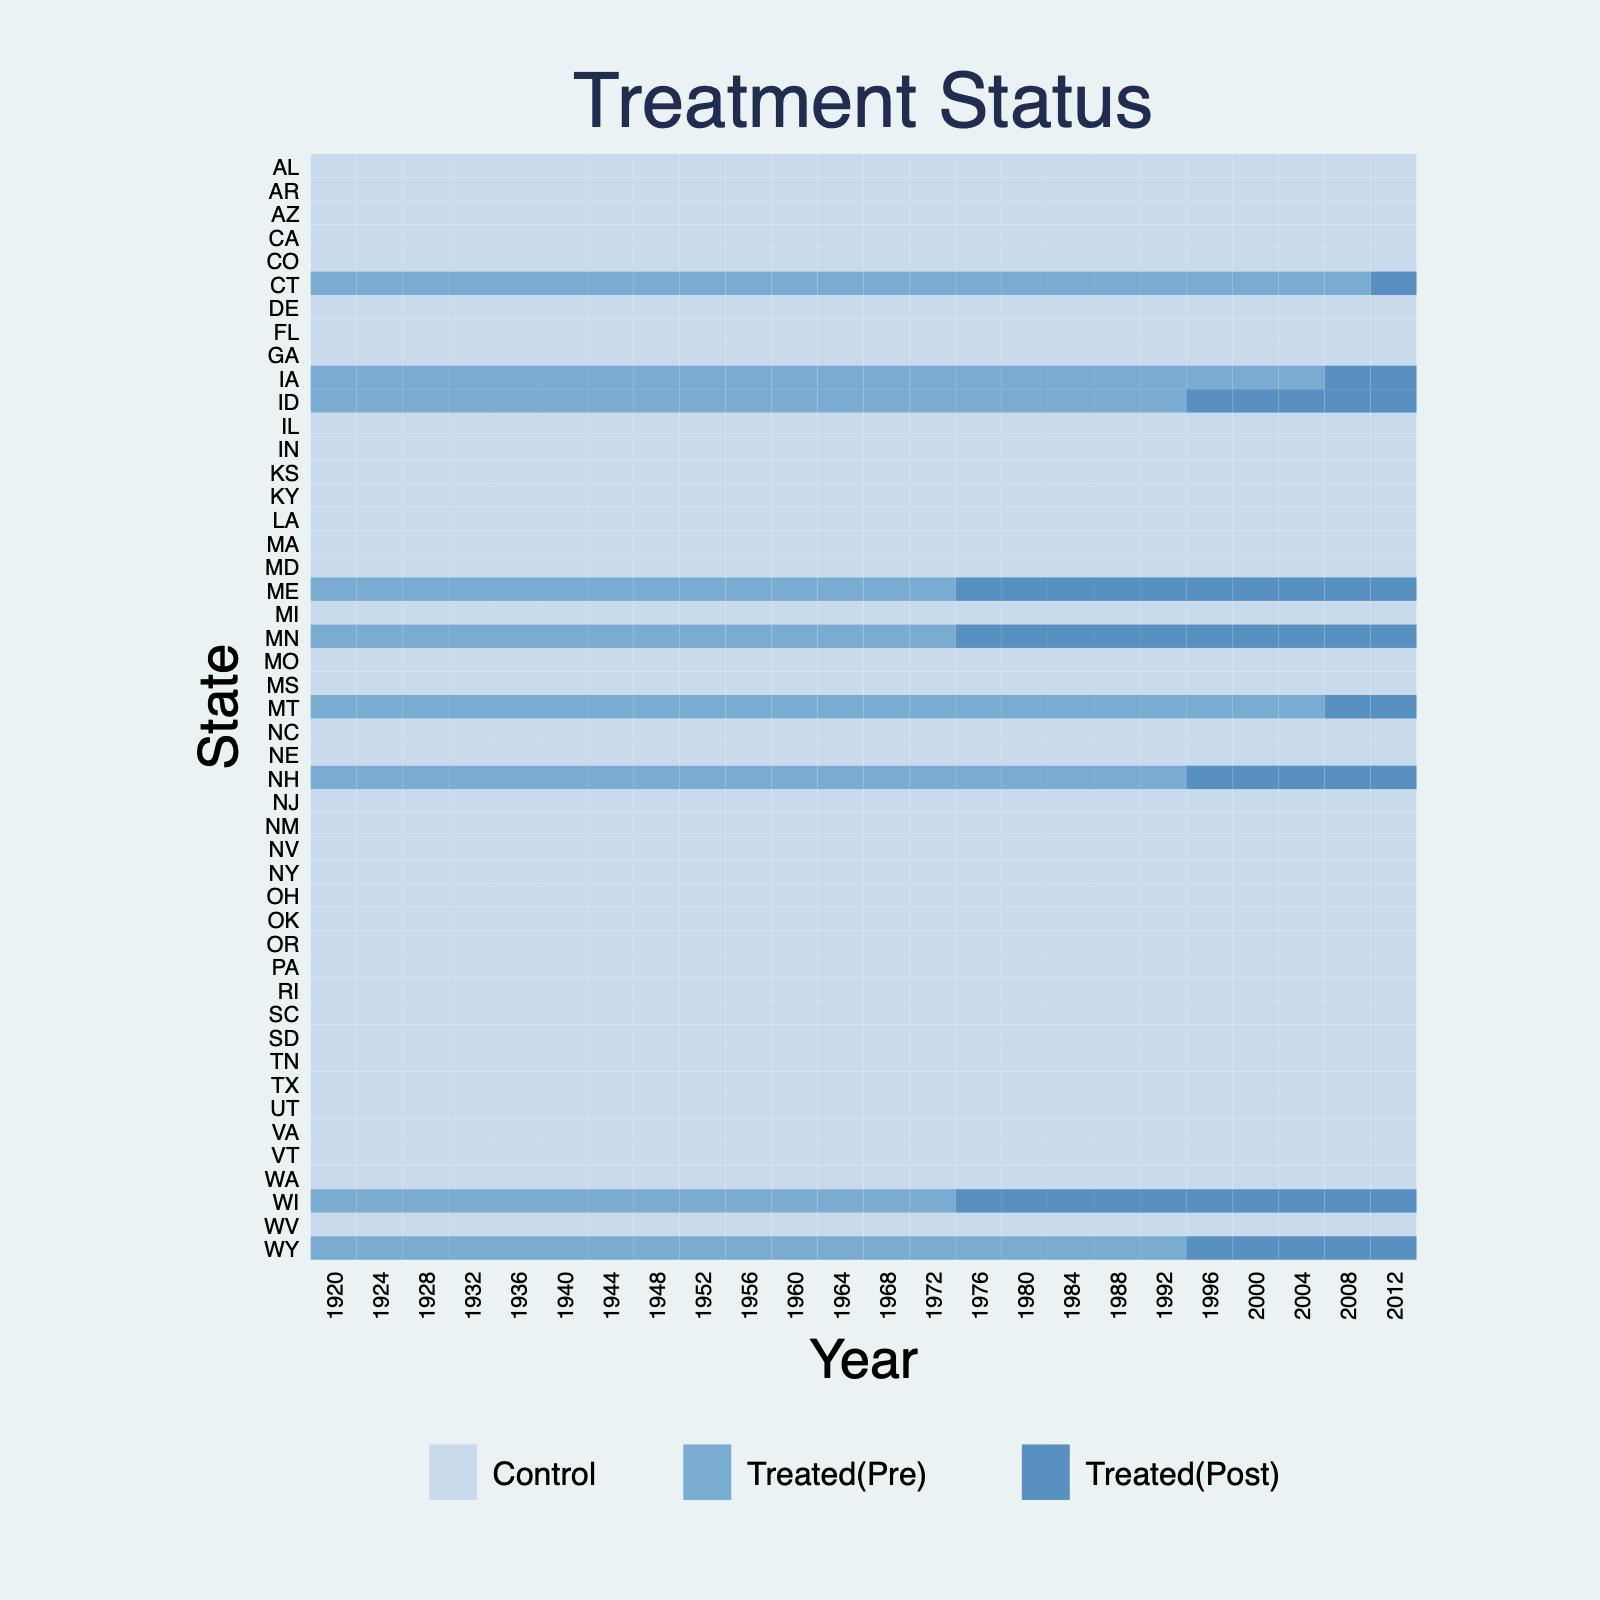 Treatment Status
AL
AR
AZ
CA
CO
CT
DE
FL
GA
IA
ID
IL
IN
KS
KY
LA
MA
MD
ME
MI
MN
MO
MS
MT
NC
NE
NH
NJ
NM
NV
NY
OH
OK
OR
PA
RI
SC
SD
TN
TX
UT
VA
VT
WA
WI
WV
WY
State
1920 1924 1928 1932 1936 1940 1944 1948 1952 1956 1960 1964 1968 1972 1976 1980 1984 1988 1992 1996 2000 2004 2008 2012
Year
Control Treated(Pre) Treated(Post)